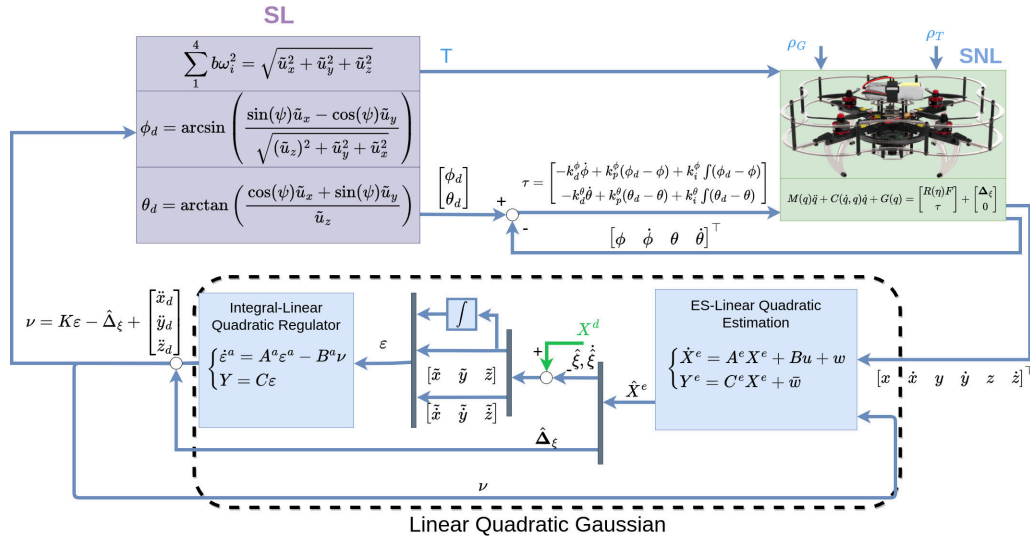 SL
\sum_{1}^{4} b\omega_i^2 = \sqrt{\tilde{u}_x^2 + \tilde{u}_y^2 + \tilde{u}_z^2}
T
ρ_G
ρ_T
SNL
\phi_d = \arcsin\left(\frac{\sin(\psi)\tilde{u}_x - \cos(\psi)\tilde{u}_y}{\sqrt{(\tilde{u}_z)^2 + \tilde{u}_y^2 + \tilde{u}_x^2}}\right)
\theta_d = \arctan\left(\frac{\cos(\psi)\tilde{u}_x + \sin(\psi)\tilde{u}_y}{\tilde{u}_z}\right)
\begin{bmatrix} \phi_d \\ \theta_d \end{bmatrix}
+
-
\tau = \begin{bmatrix} -k_d^\phi \dot{\phi} + k_p^\phi(\phi_d - \phi) + k_i^\phi \int(\phi_d - \phi) \\ -k_d^\theta \dot{\theta} + k_p^\theta(\theta_d - \theta) + k_i^\theta \int(\theta_d - \theta) \end{bmatrix}
M(q)\ddot{q} + C(\dot{q}, q)\dot{q} + G(q) = \begin{bmatrix} R(\eta)F \\ \tau \end{bmatrix} + \begin{bmatrix} \mathbf{\Delta}_\xi \\ 0 \end{bmatrix}
[\phi \quad \dot{\phi} \quad \theta \quad \dot{\theta}]^\top
\nu = K\varepsilon - \hat{\Delta}_\xi + \begin{bmatrix} \ddot{x}_d \\ \ddot{y}_d \\ \ddot{z}_d \end{bmatrix}
Integral-Linear
Quadratic Regulator
\begin{cases} \dot{\varepsilon}^a = A^a \varepsilon^a - B^a \nu \\ Y = C\varepsilon \end{cases}
ε
∫
[\tilde{x} \quad \tilde{y} \quad \tilde{z}]
[\dot{\tilde{x}} \quad \dot{\tilde{y}} \quad \dot{\tilde{z}}]
X^d
+
-
\hat{\xi}, \dot{\hat{\xi}}
\hat{X}^e
ES-Linear Quadratic
Estimation
\begin{cases} \dot{X}^e = A^e X^e + Bu + w \\ Y^e = C^e X^e + \bar{w} \end{cases}
[x \quad \dot{x} \quad y \quad \dot{y} \quad z \quad \dot{z}]^\top
\hat{\mathbf{\Delta}}_\xi
ν
Linear Quadratic Gaussian